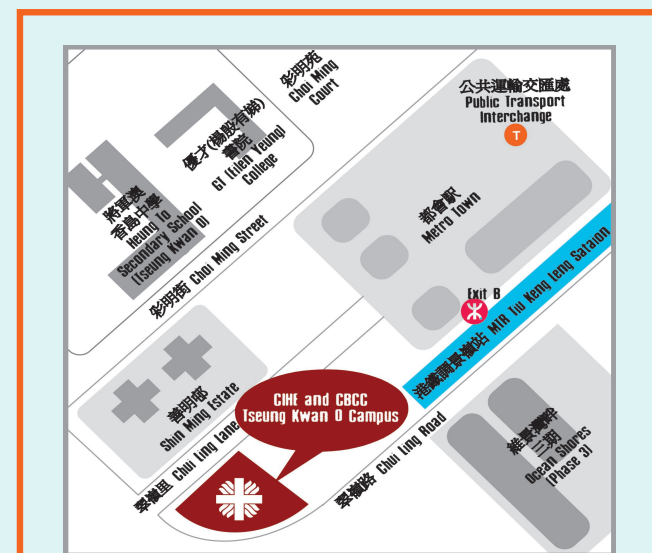 彩明苑
Choi Ming
Court
公共運輸交匯處
Public Transport
Interchange
T
優才(楊殷有娣)
書院
GT (Ellen Yeung)
College
將軍澳
香島中學
Heung To
Secondary School
(Tseung Kwan O)
都會駅
Metro Town
彩明街 Choi Ming Street
Exit B
港鐵調景嶺站 MTR Tiu Keng Leng Sataion
善明邨
Shin Ming Estate
CIHE and CBCC
Tseung Kwan O Campus
翠嶺里 Chui Ling Lane
翠嶺路 Chui Ling Road
維景灣畔
三期
Ocean Shores
(Phase 3)